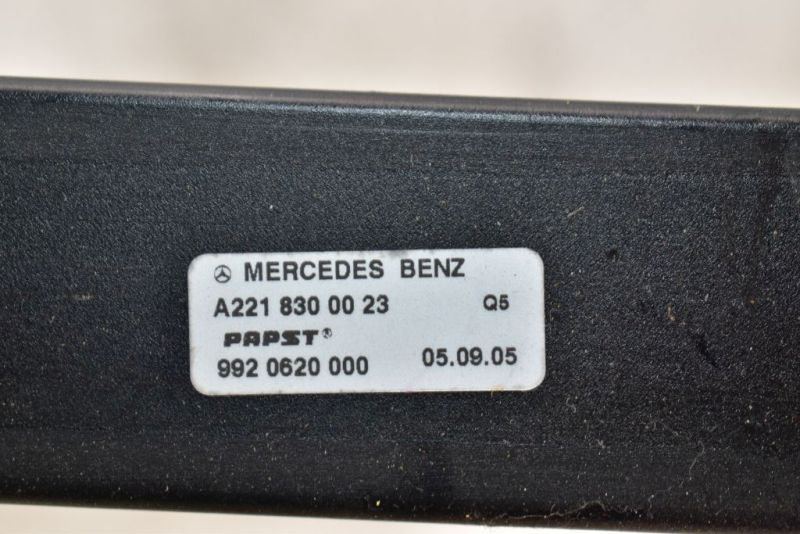 MERCEDES BENZ
A221 830 00 23 Q5
PAPST®
992 0620 000 05.09.05